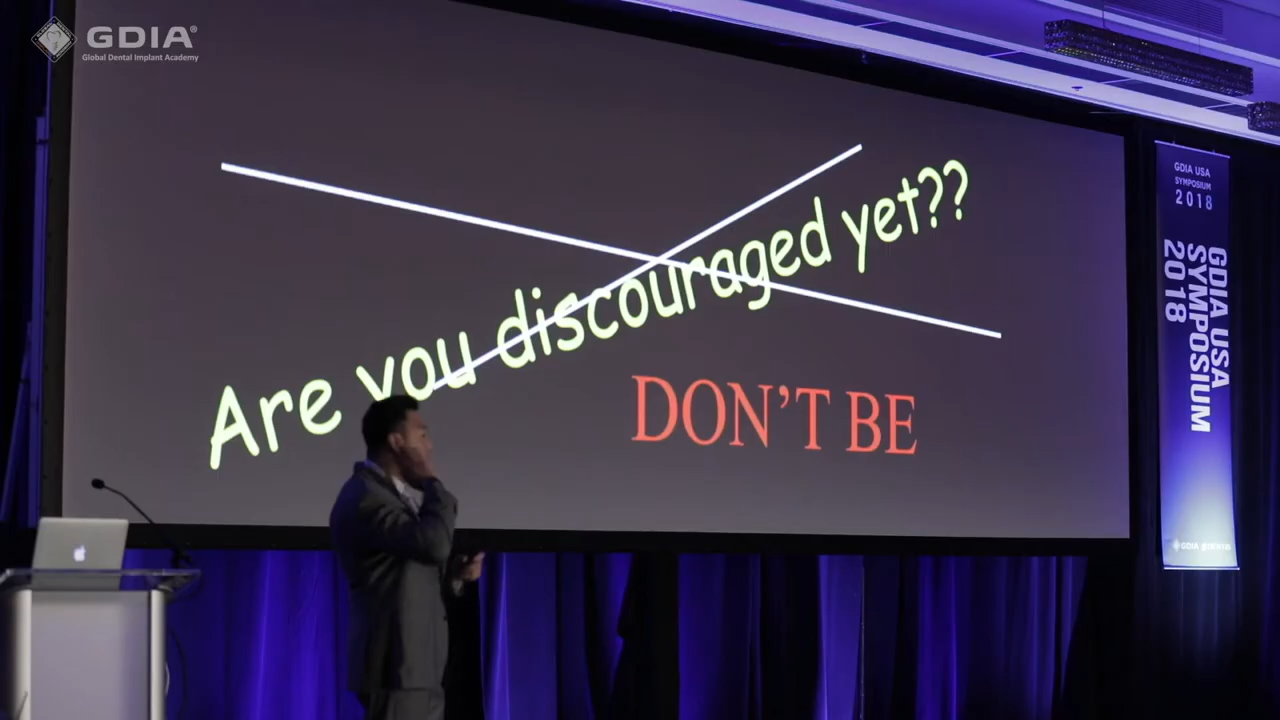 GDIA®
Global Dental Implant Academy
Are you discouraged yet??
DON'T BE
GDIA USA
SYMPOSIUM
2018
GDIA USA
SYMPOSIUM
2018
GDIA